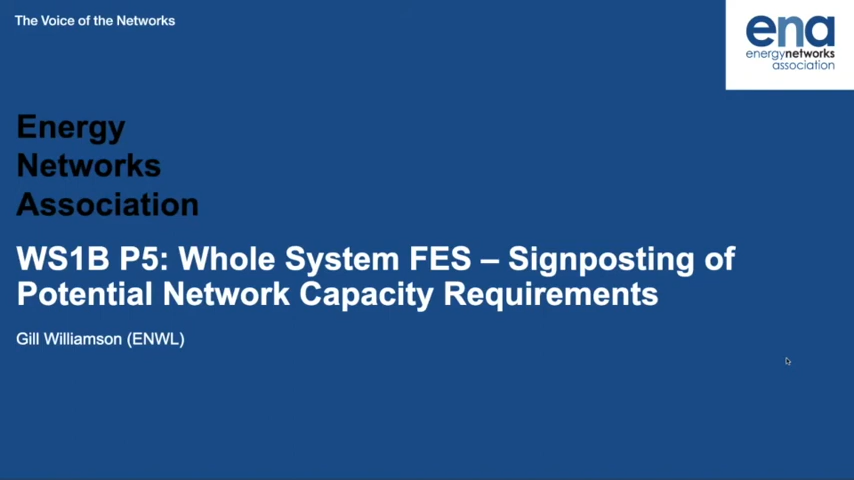 The Voice of the Networks
ena
energynetworks
association
Energy
Networks
Association
WS1B P5: Whole System FES – Signposting of
Potential Network Capacity Requirements
Gill Williamson (ENWL)